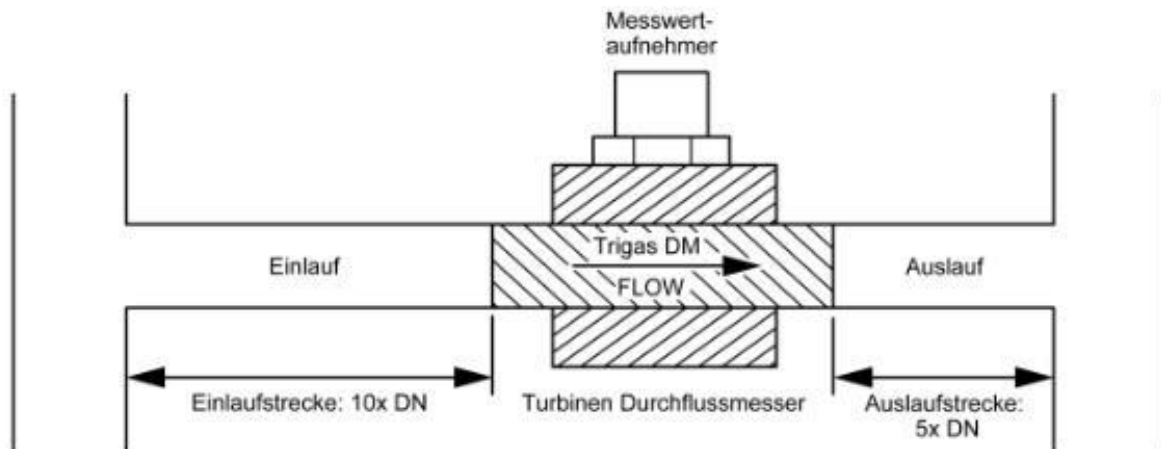 Messwert-
aufnehmer
Trigas DM
Einlauf
Auslauf
FLOW
Einlaufstrecke: 10x DN
Turbinen Durchflussmesser
Auslaufstrecke:
5x DN